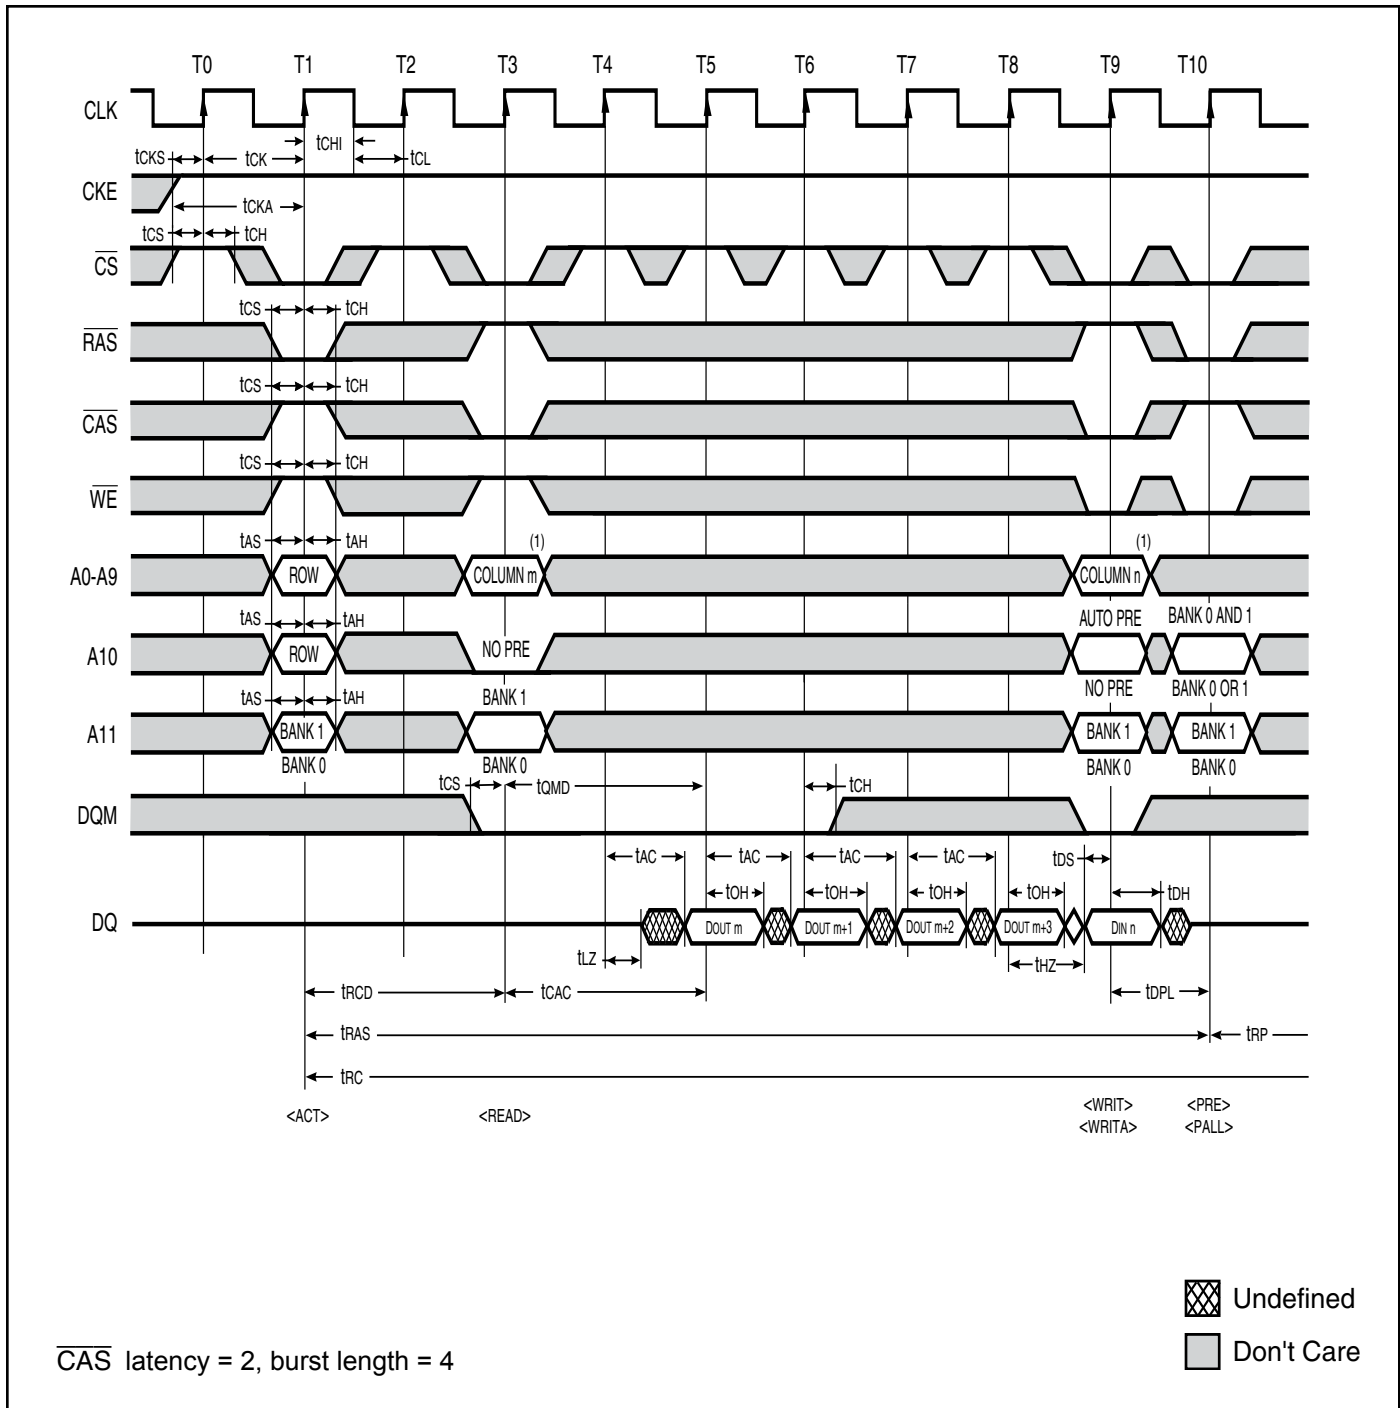 T0 T1 T2 T3 T4 T5 T6 T7 T8 T9 T10
CLK
tCHI
tCKS tCK tCL
CKE
tCKA
tCS tCH
CS
tCS tCH
RAS
tCS tCH
CAS
tCS tCH
WE
tAS tAH (1) (1)
A0-A9 ROW COLUMN m COLUMN n
tAS tAH AUTO PRE BANK 0 AND 1
A10 ROW NO PRE
tAS tAH BANK 1 NO PRE BANK 0 OR 1
A11 BANK 1 BANK 1 BANK 1
BANK 0 BANK 0 BANK 0 BANK 0
tCS tQMD tCH
DQM
tAC tAC tAC tAC tDS
tOH tOH tOH tOH tDH
DQ DOUT m DOUT m+1 DOUT m+2 DOUT m+3 DIN n
tLZ tHZ
tRCD tCAC tDPL
tRAS tRP
tRC
<ACT> <READ> <WRIT> <PRE>
<WRITA> <PALL>
Undefined
Don't Care
CAS latency = 2, burst length = 4